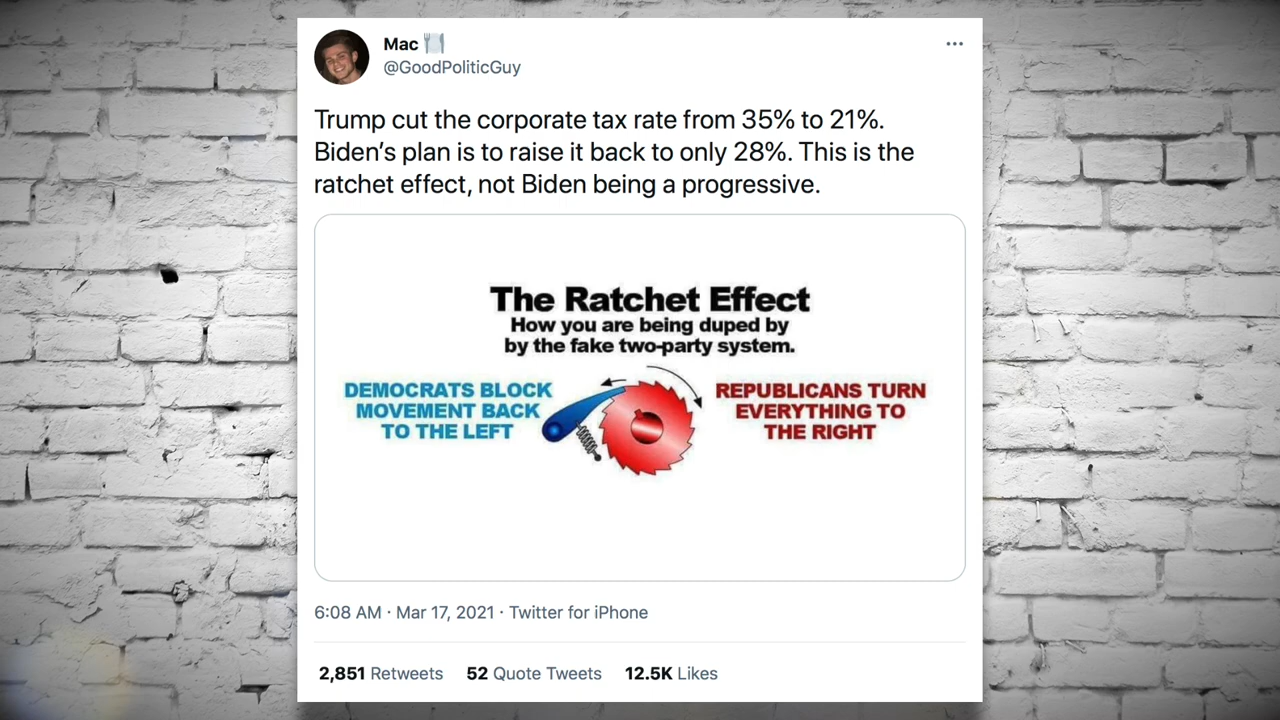 Mac 🍽️
@GoodPoliticGuy
Trump cut the corporate tax rate from 35% to 21%.
Biden’s plan is to raise it back to only 28%. This is the
ratchet effect, not Biden being a progressive.
The Ratchet Effect
How you are being duped by
by the fake two-party system.
DEMOCRATS BLOCK
MOVEMENT BACK
TO THE LEFT
REPUBLICANS TURN
EVERYTHING TO
THE RIGHT
6:08 AM · Mar 17, 2021 · Twitter for iPhone
2,851 Retweets 52 Quote Tweets 12.5K Likes